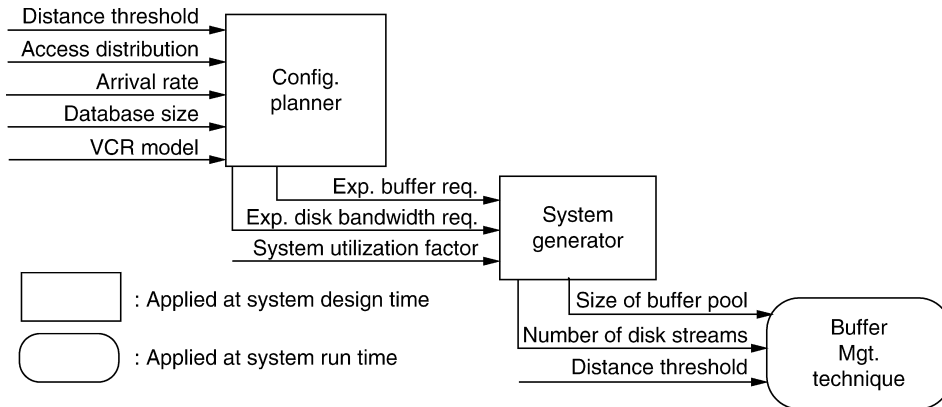 Distance threshold
Access distribution
Arrival rate
Database size
VCR model
Config.
planner
Exp. buffer req.
Exp. disk bandwidth req.
System utilization factor
System
generator
: Applied at system design time
: Applied at system run time
Size of buffer pool
Number of disk streams
Distance threshold
Buffer
Mgt.
technique